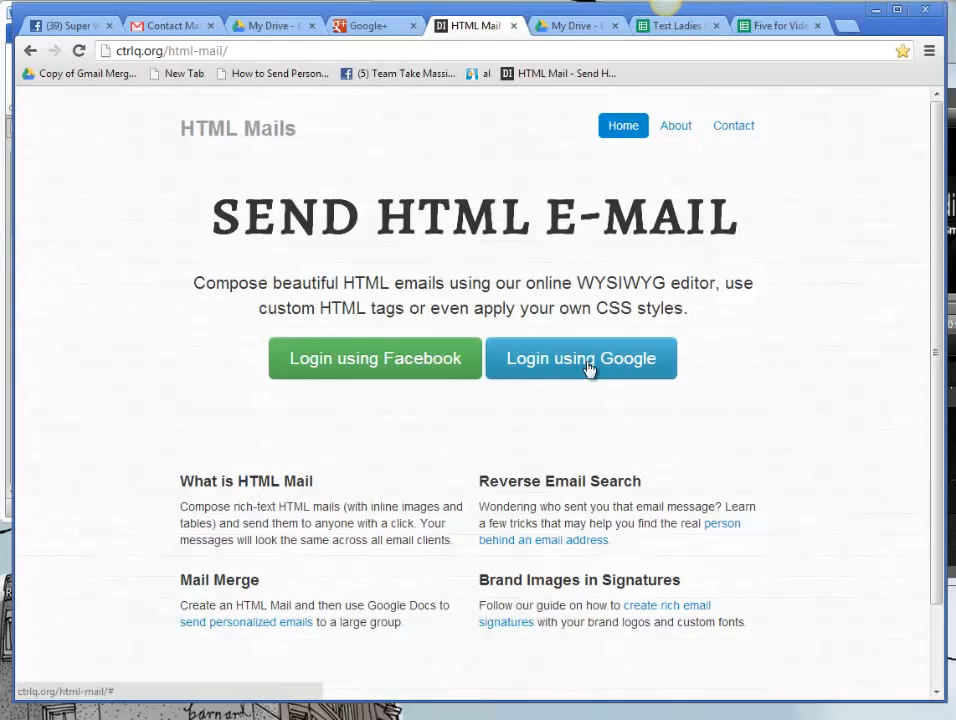 (39) Super W
Contact Ma
My Drive - 
Google+
HTML Mail
My Drive - 
Test Ladies
Five for Vid
ctrlq.org/html-mail/
Copy of Gmail Merg...
New Tab
How to Send Person...
(5) Team Take Massi...
al
HTML Mail - Send H...
HTML Mails
Home
About
Contact
SEND HTML E-MAIL
Compose beautiful HTML emails using our online WYSIWYG editor, use
custom HTML tags or even apply your own CSS styles.
Login using Facebook
Login using Google
What is HTML Mail
Compose rich-text HTML mails (with inline images and
tables) and send them to anyone with a click. Your
messages will look the same across all email clients.
Reverse Email Search
Wondering who sent you that email message? Learn
a few tricks that may help you find the real person
behind an email address.
Mail Merge
Create an HTML Mail and then use Google Docs to
send personalized emails to a large group.
Brand Images in Signatures
Follow our guide on how to create rich email
signatures with your brand logos and custom fonts.
ctrlq.org/html-mail/#
barnard